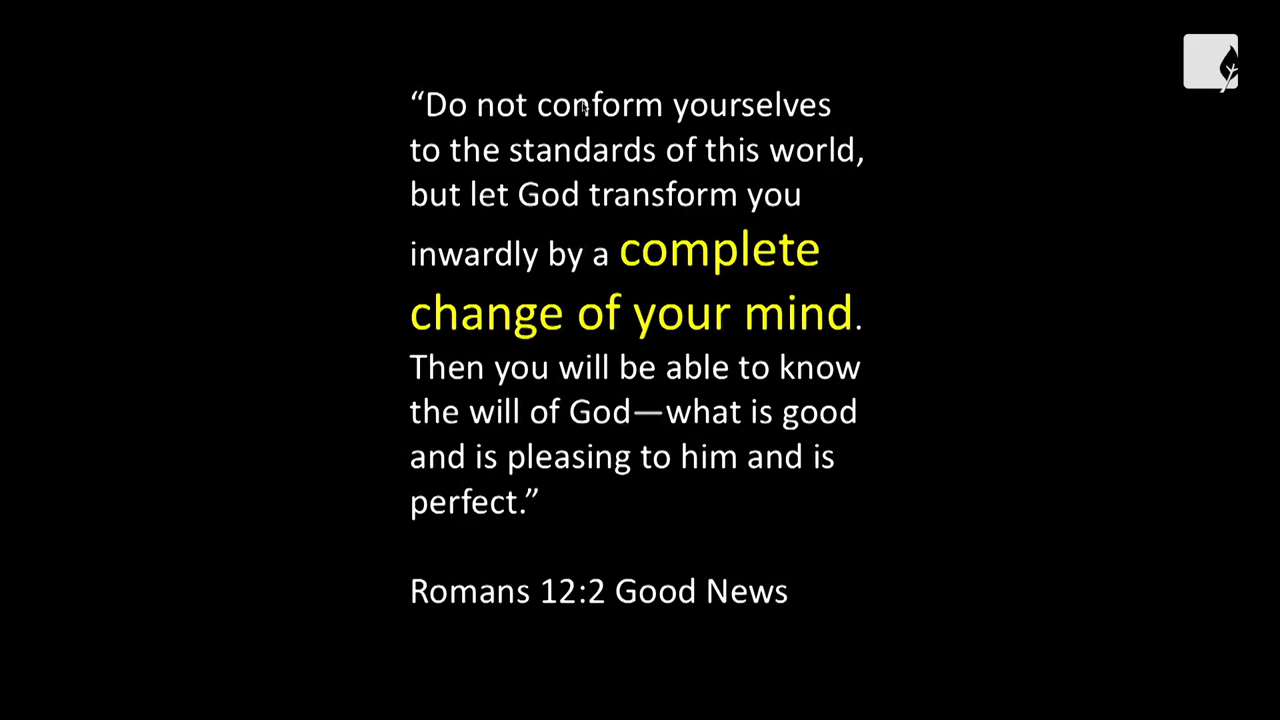 “Do not conform yourselves
to the standards of this world,
but let God transform you
inwardly by a complete
change of your mind.
Then you will be able to know
the will of God—what is good
and is pleasing to him and is
perfect.”
Romans 12:2 Good News